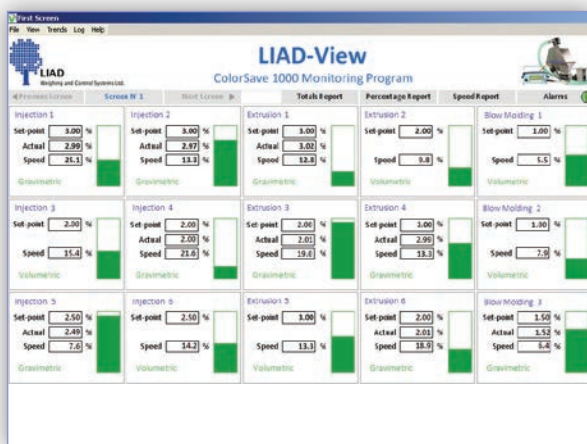 First Screen
File View Trends Log Help
LIAD
Weighing and Control Systems Ltd.
LIAD-View
ColorSave 1000 Monitoring Program
Previous Screen Screen Nº 1 Next Screen Totals Report Percentage Report Speed Report Alarms
Injection 1 Injection 2 Extrusion 1 Extrusion 2 Blow Molding 1
Set-point 3.00 % Set-point 3.00 % Set-point 3.00 % Set-point 2.00 % Set-point 1.00 %
Actual 2.99 % Actual 2.97 % Actual 3.02 %
Speed 25.1 % Speed 13.3 % Speed 12.8 % Speed 9.8 % Speed 5.5 %
Gravimetric Gravimetric Gravimetric Volumetric Volumetric
Injection 3 Injection 4 Extrusion 3 Extrusion 4 Blow Molding 2
Set-point 2.00 % Set-point 2.00 % Set-point 2.00 % Set-point 3.00 % Set-point 1.00 %
Actual 2.00 % Actual 2.01 % Actual 2.99 %
Speed 15.4 % Speed 21.6 % Speed 19.0 % Speed 13.3 % Speed 7.9 %
Volumetric Gravimetric Gravimetric Gravimetric Volumetric
Injection 5 Injection 6 Extrusion 5 Extrusion 6 Blow Molding 3
Set-point 2.50 % Set-point 2.50 % Set-point 3.00 % Set-point 2.00 % Set-point 1.50 %
Actual 2.49 % Actual 2.01 % Actual 1.52 %
Speed 7.6 % Speed 14.2 % Speed 13.3 % Speed 18.9 % Speed 5.4 %
Gravimetric Volumetric Volumetric Gravimetric Gravimetric